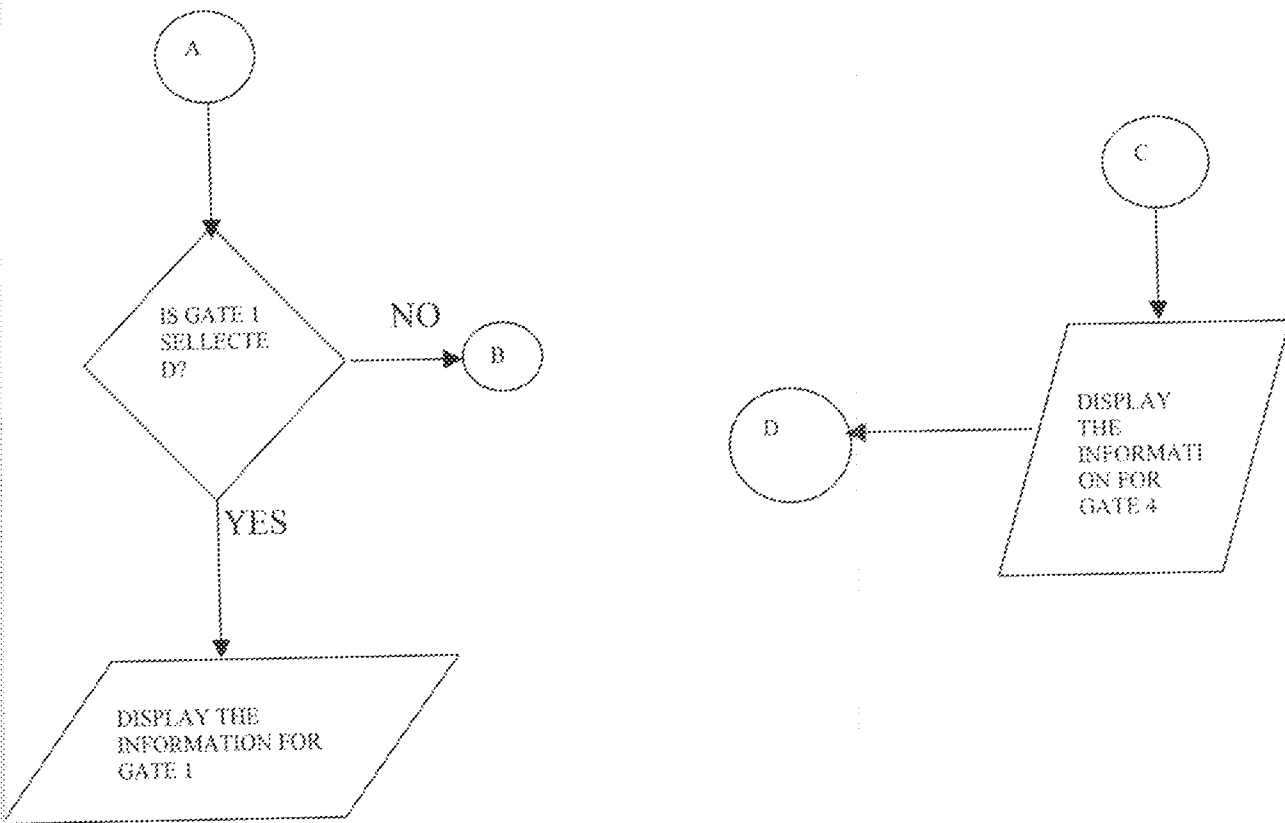 A
IS GATE 1
SELLECTE
D?
NO
B
YES
DISPLAY THE
INFORMATION FOR
GATE 1
C
D
DISPLAY
THE
INFORMATI
ON FOR
GATE 4